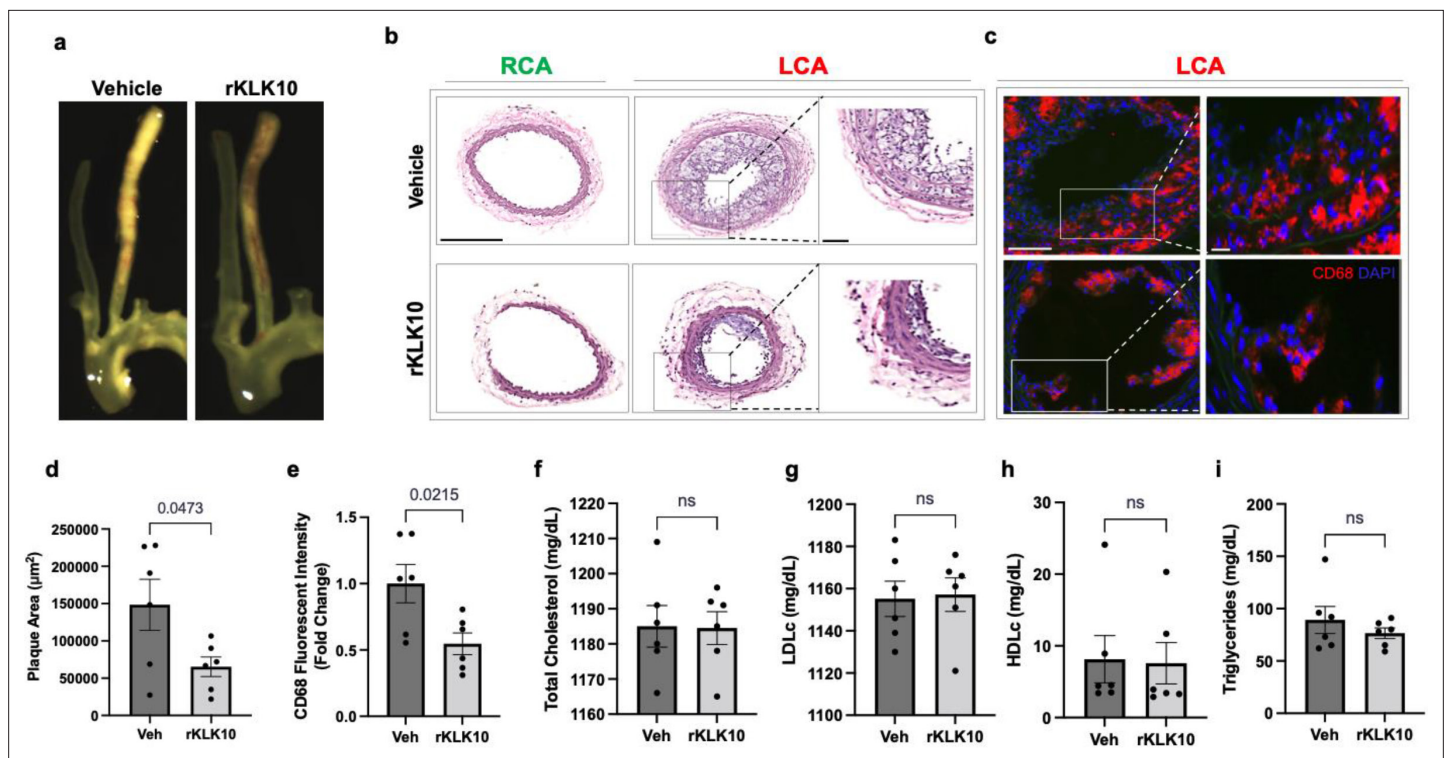 a
Vehicle rKLK10
b
RCA LCA
Vehicle
rKLK10
c
LCA
CD68 DAPI
d
Plaque Area (µm²)
250000
200000
150000
100000
50000
0
0.0473
Veh rKLK10
e
CD68 Fluorescent Intensity
(Fold Change)
1.5
1.0
0.5
0.0
0.0215
Veh rKLK10
f
Total Cholesterol (mg/dL)
1220
1210
1200
1190
1180
1170
1160
ns
Veh rKLK10
g
LDLc (mg/dL)
1200
1180
1160
1140
1120
1100
ns
Veh rKLK10
h
HDLc (mg/dL)
30
20
10
0
ns
Veh rKLK10
i
Triglycerides (mg/dL)
200
150
100
50
0
ns
Veh rKLK10